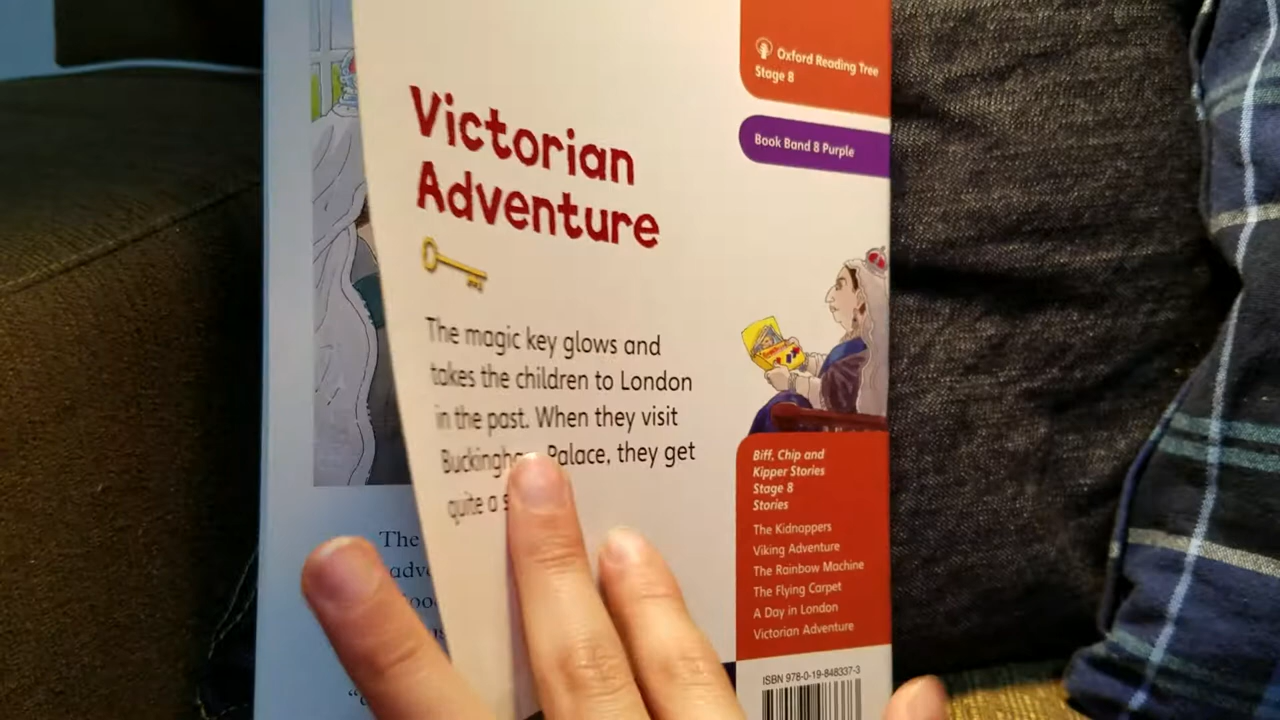 Oxford Reading Tree
Stage 8
Book Band 8 Purple
Victorian
Adventure
The magic key glows and
takes the children to London
in the past. When they visit
Palace, they get
quite a
Biff, Chip and
Kipper Stories
Stage 8
Stories
The Kidnappers
Viking Adventure
The Rainbow Machine
The Flying Carpet
A Day in London
Victorian Adventure
ISBN 978-0-19-848337-3
The